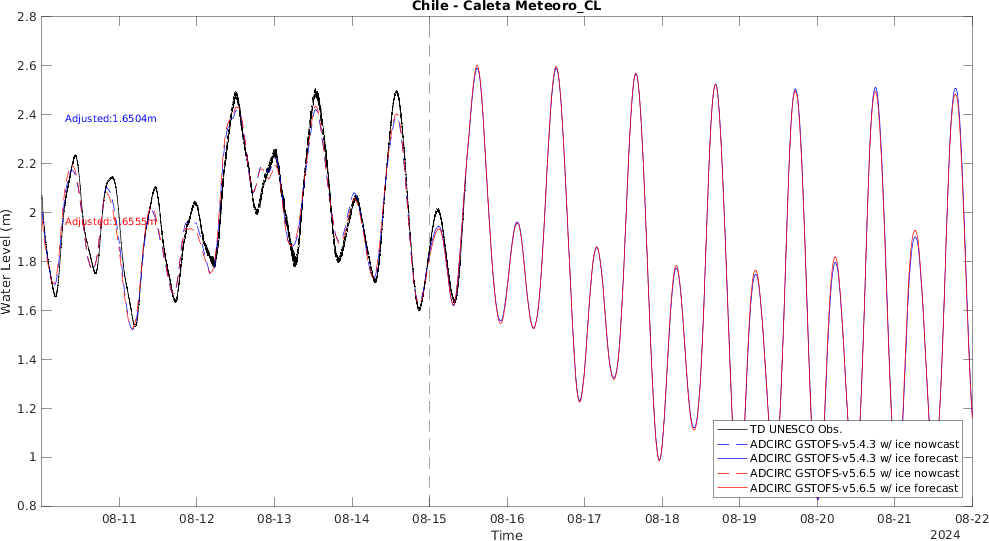 Chile - Caleta Meteoro_CL
2.8
2.6
2.4
2.2
2
1.8
1.6
1.4
1.2
1
0.8
Water Level (m)
Adjusted:1.6504m
Adjusted:1.6555m
TD UNESCO Obs.
ADCIRC GSTOFS-v5.4.3 w/ ice nowcast
ADCIRC GSTOFS-v5.4.3 w/ ice forecast
ADCIRC GSTOFS-v5.6.5 w/ ice nowcast
ADCIRC GSTOFS-v5.6.5 w/ ice forecast
08-11 08-12 08-13 08-14 08-15 08-16 08-17 08-18 08-19 08-20 08-21 08-22
Time
2024